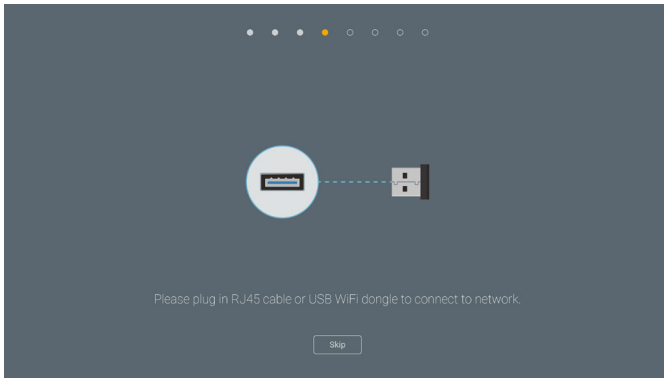 Please plug in RJ45 cable or USB WiFi dongle to connect to network.
Skip